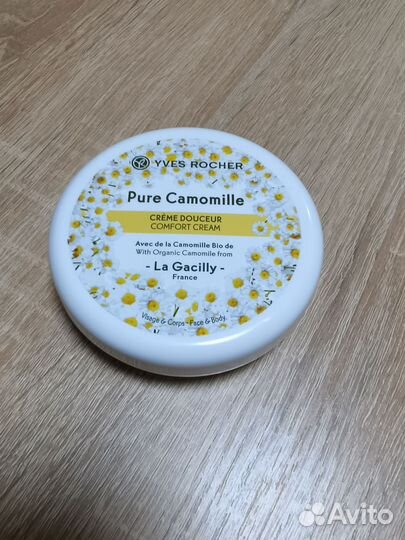 YVES ROCHER
Pure Camomille
CRÈME DOUCEUR
COMFORT CREAM
Avec de la Camomille Bio de
With Organic Camomile from
- La Gacilly -
France
Visage & Corps - Face & Body
Avito